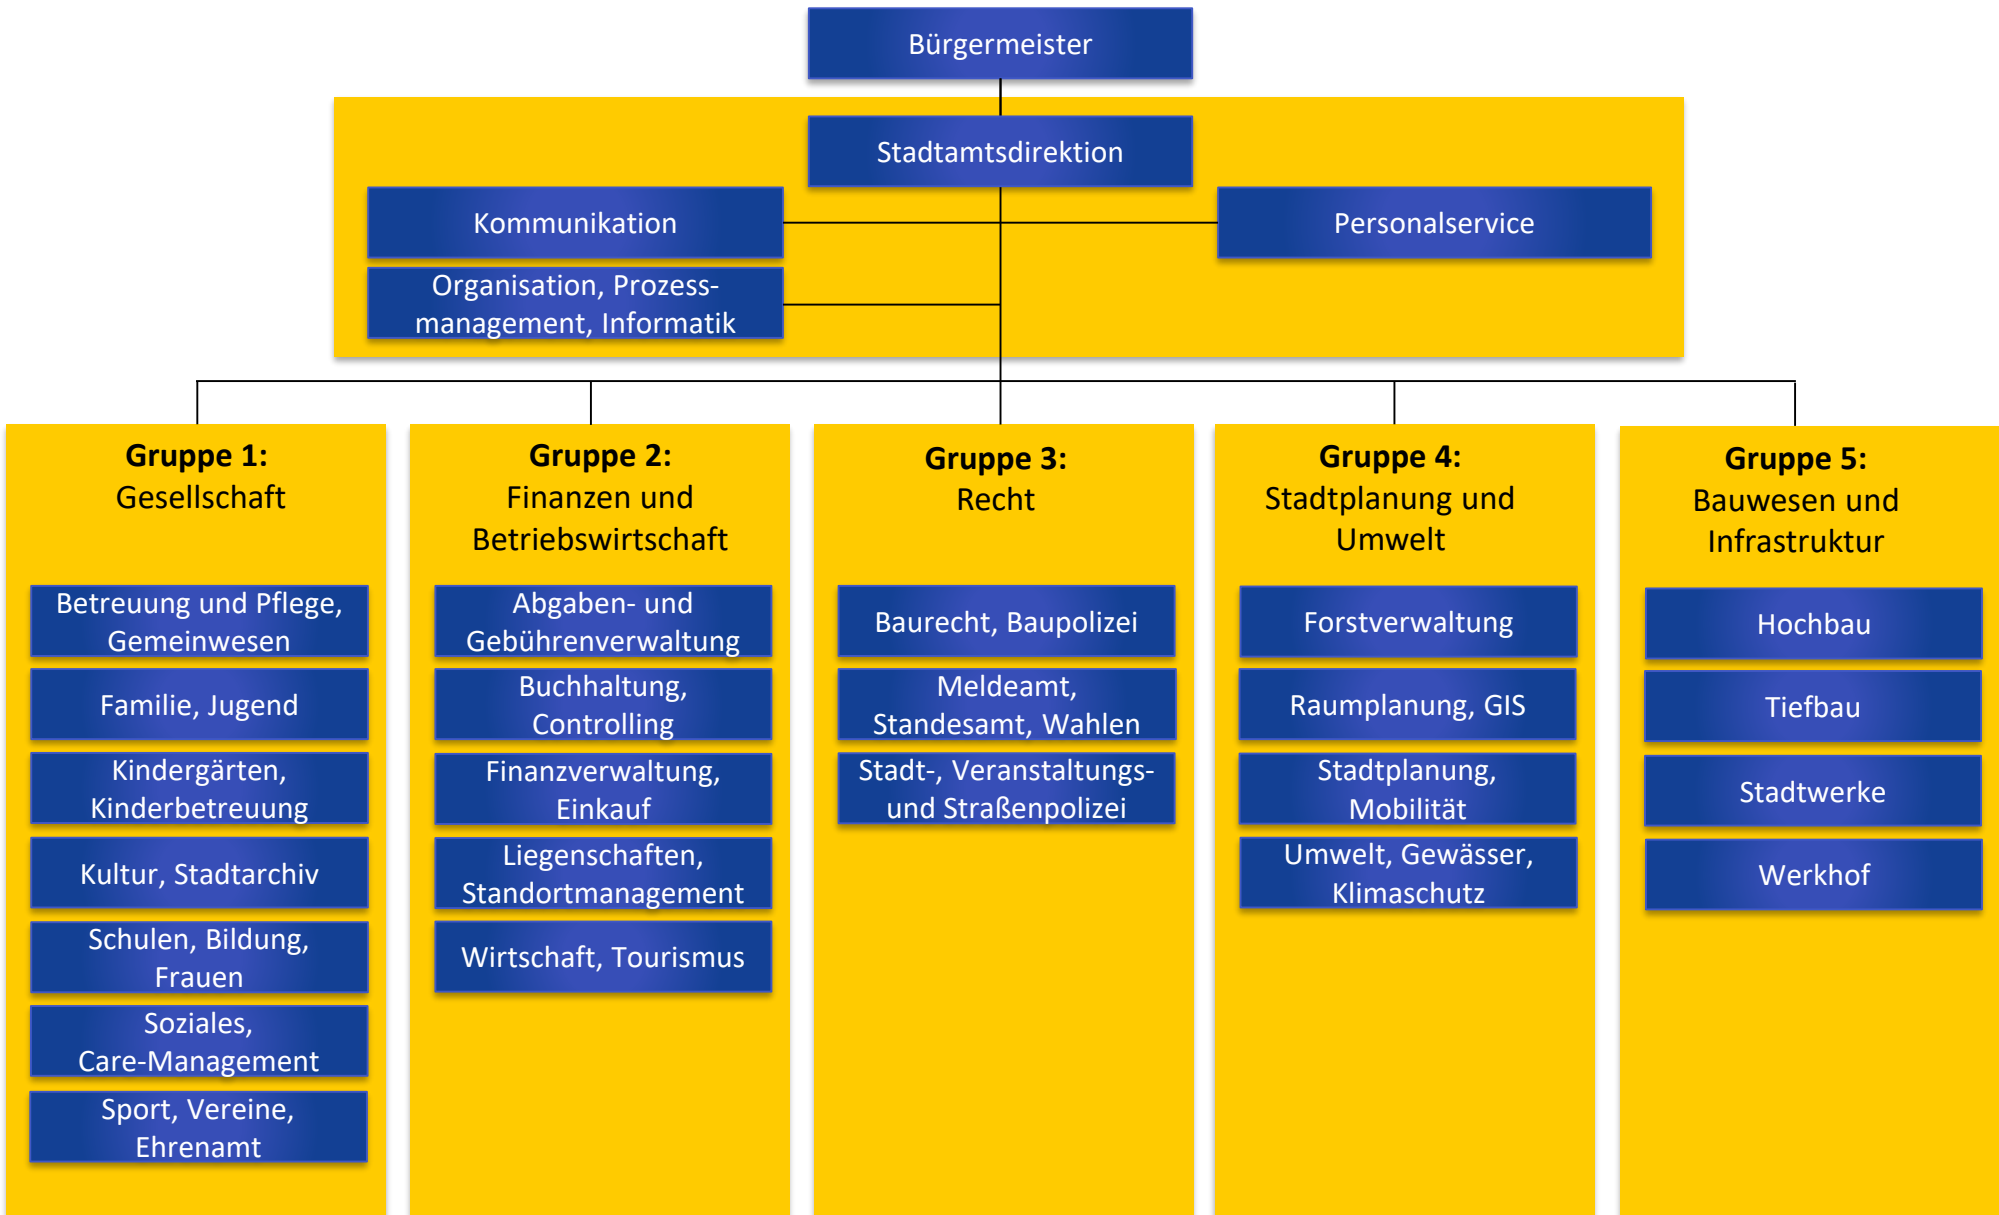 Bürgermeister
Stadtamtsdirektion
Kommunikation
Personalservice
Organisation, Prozess-
management, Informatik
Gruppe 1:
Gesellschaft
Betreuung und Pflege,
Gemeinwesen
Familie, Jugend
Kindergärten,
Kinderbetreuung
Kultur, Stadtarchiv
Schulen, Bildung,
Frauen
Soziales,
Care-Management
Sport, Vereine,
Ehrenamt
Gruppe 2:
Finanzen und
Betriebswirtschaft
Abgaben- und
Gebührenverwaltung
Buchhaltung,
Controlling
Finanzverwaltung,
Einkauf
Liegenschaften,
Standortmanagement
Wirtschaft, Tourismus
Gruppe 3:
Recht
Baurecht, Baupolizei
Meldeamt,
Standesamt, Wahlen
Stadt-, Veranstaltungs-
und Straßenpolizei
Gruppe 4:
Stadtplanung und
Umwelt
Forstverwaltung
Raumplanung, GIS
Stadtplanung,
Mobilität
Umwelt, Gewässer,
Klimaschutz
Gruppe 5:
Bauwesen und
Infrastruktur
Hochbau
Tiefbau
Stadtwerke
Werkhof